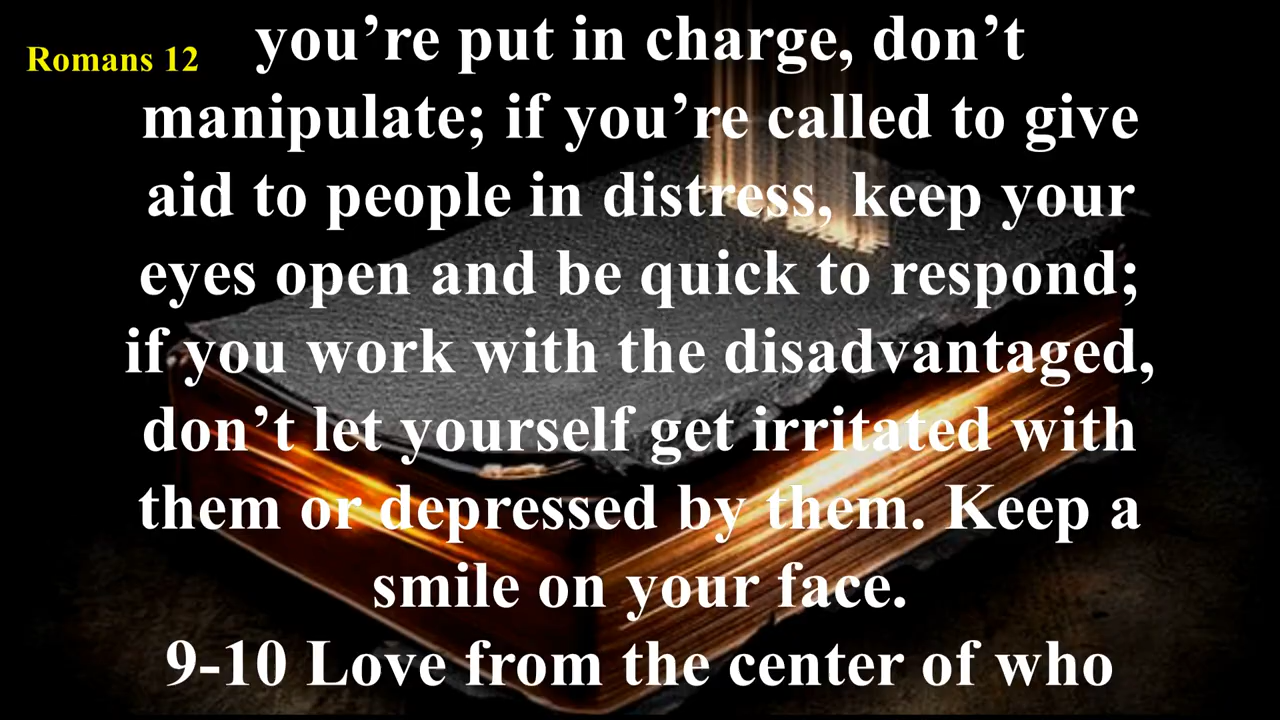 Romans 12
you’re put in charge, don’t
manipulate; if you’re called to give
aid to people in distress, keep your
eyes open and be quick to respond;
if you work with the disadvantaged,
don’t let yourself get irritated with
them or depressed by them. Keep a
smile on your face.
9-10 Love from the center of who